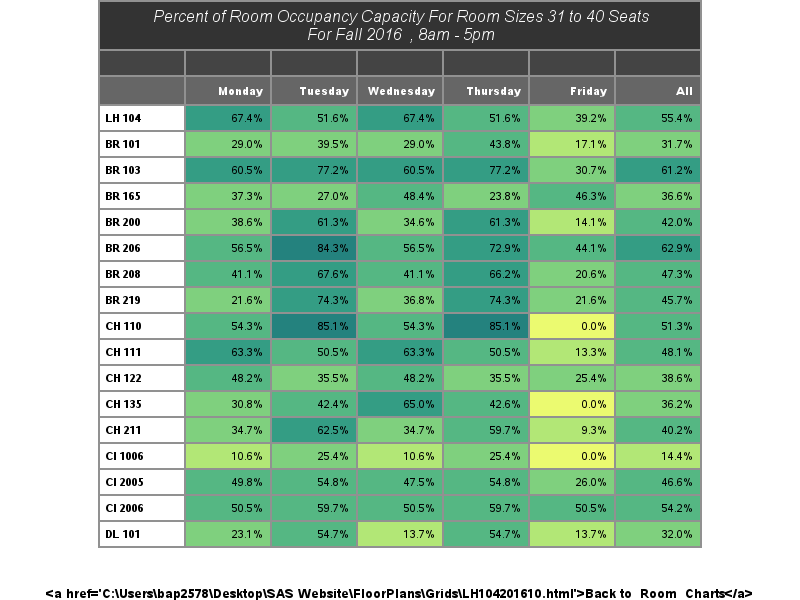 Percent of Room Occupancy Capacity For Room Sizes 31 to 40 Seats
For Fall 2016 , 8am - 5pm
Monday Tuesday Wednesday Thursday Friday All
LH 104 67.4% 51.6% 67.4% 51.6% 39.2% 55.4%
BR 101 29.0% 39.5% 29.0% 43.8% 17.1% 31.7%
BR 103 60.5% 77.2% 60.5% 77.2% 30.7% 61.2%
BR 165 37.3% 27.0% 48.4% 23.8% 46.3% 36.6%
BR 200 38.6% 61.3% 34.6% 61.3% 14.1% 42.0%
BR 206 56.5% 84.3% 56.5% 72.9% 44.1% 62.9%
BR 208 41.1% 67.6% 41.1% 66.2% 20.6% 47.3%
BR 219 21.6% 74.3% 36.8% 74.3% 21.6% 45.7%
CH 110 54.3% 85.1% 54.3% 85.1% 0.0% 51.3%
CH 111 63.3% 50.5% 63.3% 50.5% 13.3% 48.1%
CH 122 48.2% 35.5% 48.2% 35.5% 25.4% 38.6%
CH 135 30.8% 42.4% 65.0% 42.6% 0.0% 36.2%
CH 211 34.7% 62.5% 34.7% 59.7% 9.3% 40.2%
CI 1006 10.6% 25.4% 10.6% 25.4% 0.0% 14.4%
CI 2005 49.8% 54.8% 47.5% 54.8% 26.0% 46.6%
CI 2006 50.5% 59.7% 50.5% 59.7% 50.5% 54.2%
DL 101 23.1% 54.7% 13.7% 54.7% 13.7% 32.0%
<a href='C:\Users\bap2578\Desktop\SAS Website\FloorPlans\Grids\LH104201610.html'>Back to Room Charts</a>